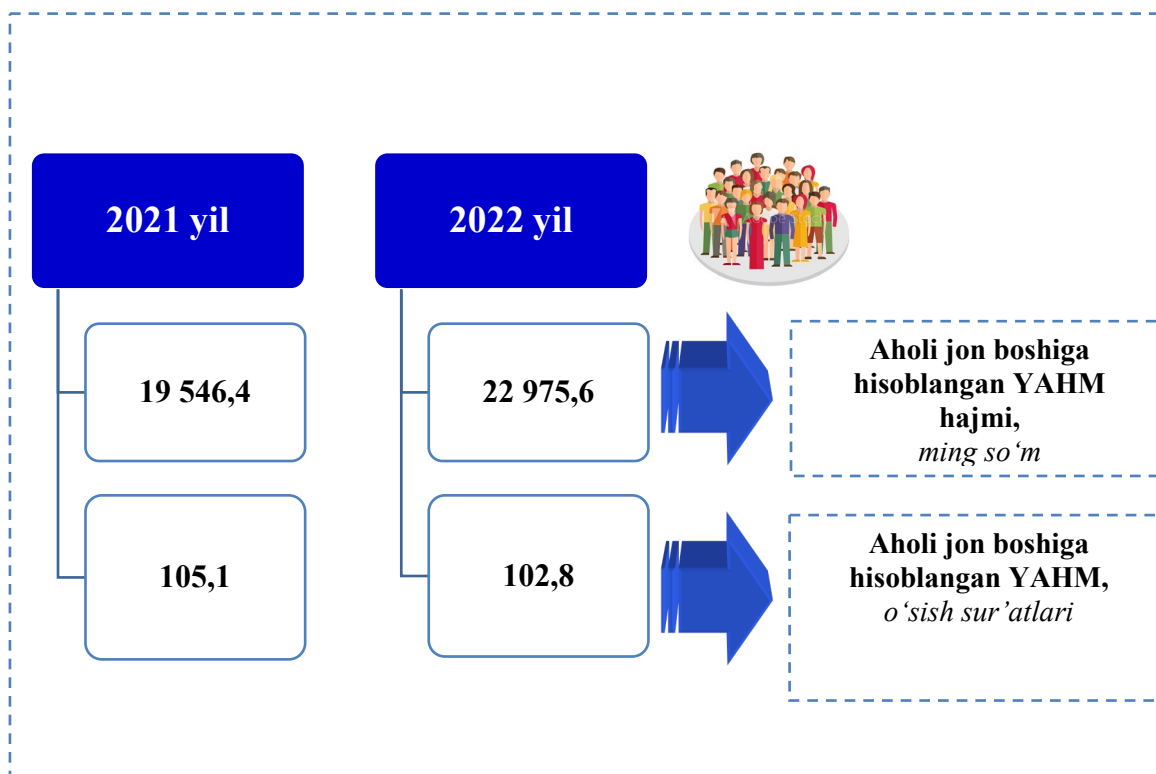 2021 yil
2022 yil
19 546,4
22 975,6
Aholi jon boshiga
hisoblangan YAHM
hajmi,
ming so‘m
105,1
102,8
Aholi jon boshiga
hisoblangan YAHM,
o‘sish sur’atlari